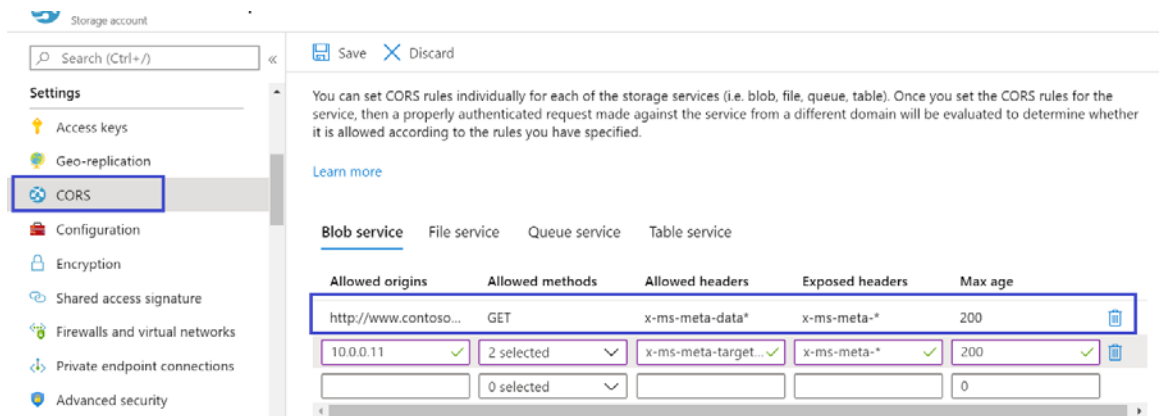 Storage account
Search (Ctrl+/)
«
Save
Discard
Settings
Access keys
Geo-replication
CORS
Configuration
Encryption
Shared access signature
Firewalls and virtual networks
Private endpoint connections
Advanced security
You can set CORS rules individually for each of the storage services (i.e. blob, file, queue, table). Once you set the CORS rules for the
service, then a properly authenticated request made against the service from a different domain will be evaluated to determine whether
it is allowed according to the rules you have specified.
Learn more
Blob service File service Queue service Table service
Allowed origins Allowed methods Allowed headers Exposed headers Max age
http://www.contoso... GET x-ms-meta-data* x-ms-meta-* 200
10.0.0.11 2 selected x-ms-meta-target... x-ms-meta-* 200
0 selected 0